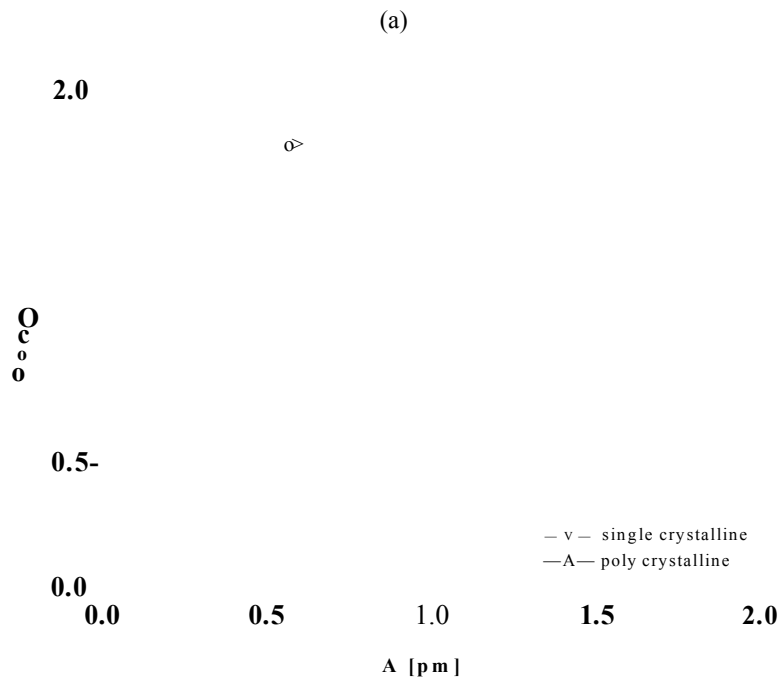 (a)
2.0
o>
O
c
o
o
0.5-
— v — single crystalline
—A— poly crystalline
0.0
0.0 0.5 1.0 1.5 2.0
A [pm]